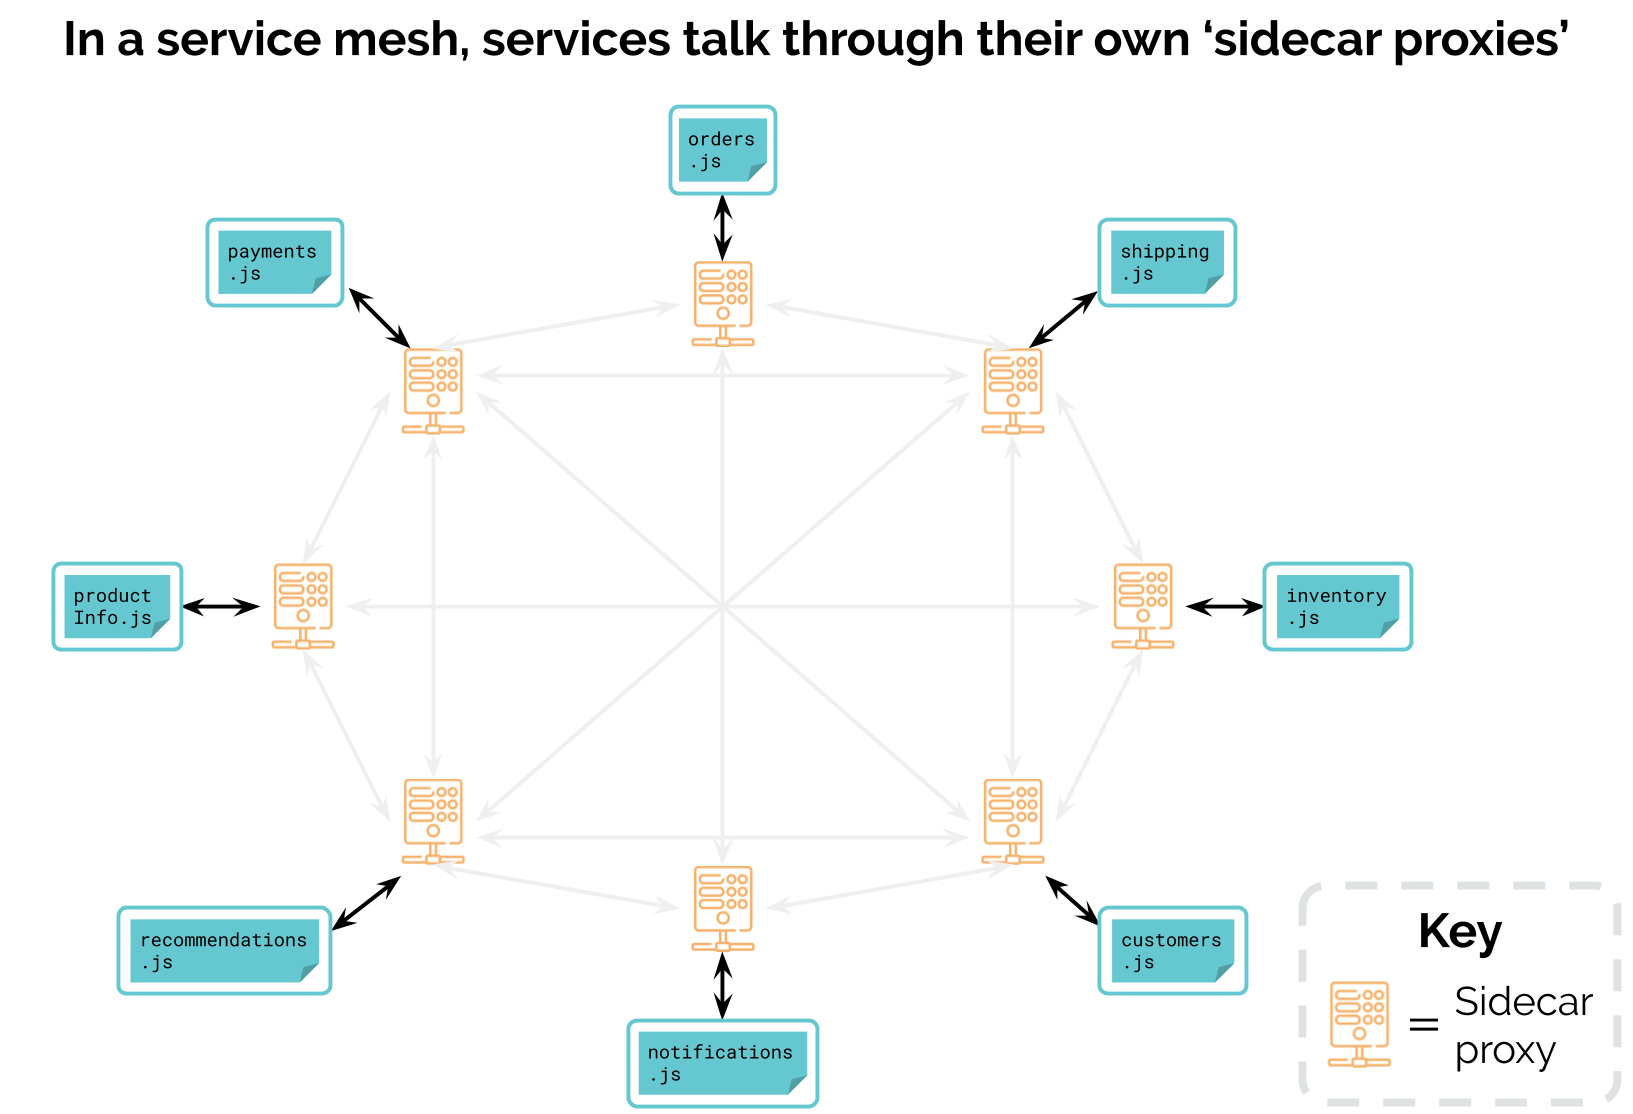 In a service mesh, services talk through their own ‘sidecar proxies’
orders
.js
payments
.js
shipping
.js
product
Info.js
inventory
.js
recommendations
.js
customers
.js
notifications
.js
Key
=
Sidecar
proxy